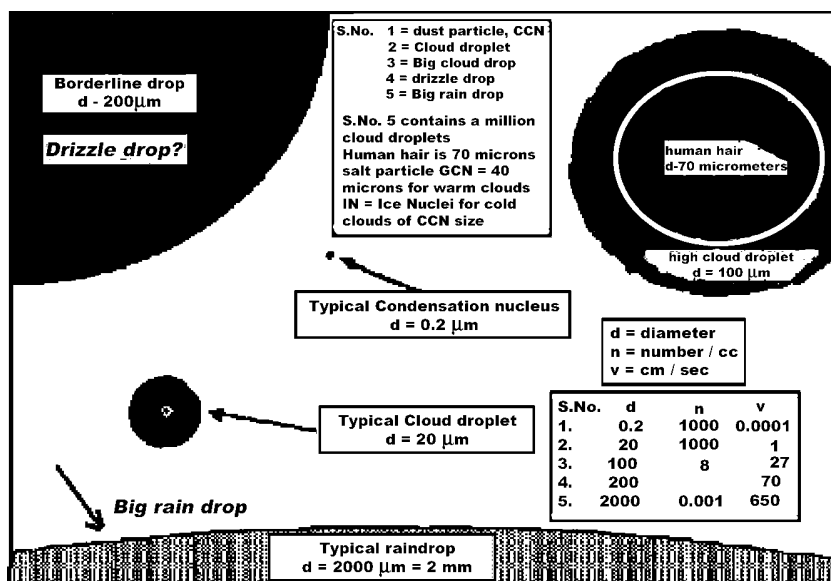 Borderline drop
d - 200µm
Drizzle drop?
S.No. 1 = dust particle, CCN
2 = Cloud droplet
3 = Big cloud drop
4 = drizzle drop
5 = Big rain drop
S.No. 5 contains a million
cloud droplets
Human hair is 70 microns
salt particle GCN = 40
microns for warm clouds
IN = Ice Nuclei for cold
clouds of CCN size
human hair
d-70 micrometers
high cloud droplet
d = 100 µm
Typical Condensation nucleus
d = 0.2 µm
d = diameter
n = number / cc
v = cm / sec
Typical Cloud droplet
d = 20 µm
S.No. d n v
1. 0.2 1000 0.0001
2. 20 1000 1
3. 100 8 27
4. 200 70
5. 2000 0.001 650
Big rain drop
Typical raindrop
d = 2000 µm = 2 mm